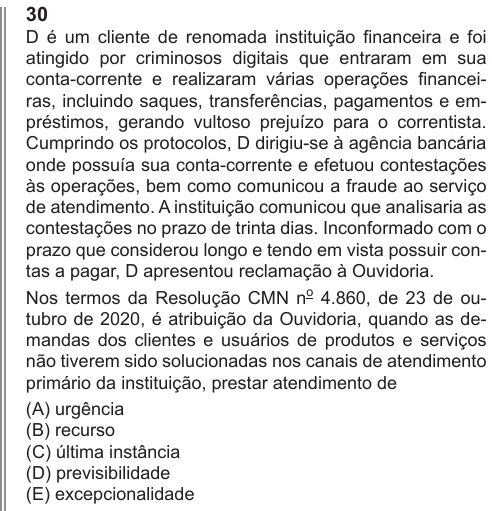 30
D é um cliente de renomada instituição financeira e foi
atingido por criminosos digitais que entraram em sua
conta-corrente e realizaram várias operações financei-
ras, incluindo saques, transferências, pagamentos e em-
préstimos, gerando vultoso prejuízo para o correntista.
Cumprindo os protocolos, D dirigiu-se à agência bancária
onde possuía sua conta-corrente e efetuou contestações
às operações, bem como comunicou a fraude ao serviço
de atendimento. A instituição comunicou que analisaria as
contestações no prazo de trinta dias. Inconformado com o
prazo que considerou longo e tendo em vista possuir con-
tas a pagar, D apresentou reclamação à Ouvidoria.
Nos termos da Resolução CMN nº 4.860, de 23 de ou-
tubro de 2020, é atribuição da Ouvidoria, quando as de-
mandas dos clientes e usuários de produtos e serviços
não tiverem sido solucionadas nos canais de atendimento
primário da instituição, prestar atendimento de
(A) urgência
(B) recurso
(C) última instância
(D) previsibilidade
(E) excepcionalidade